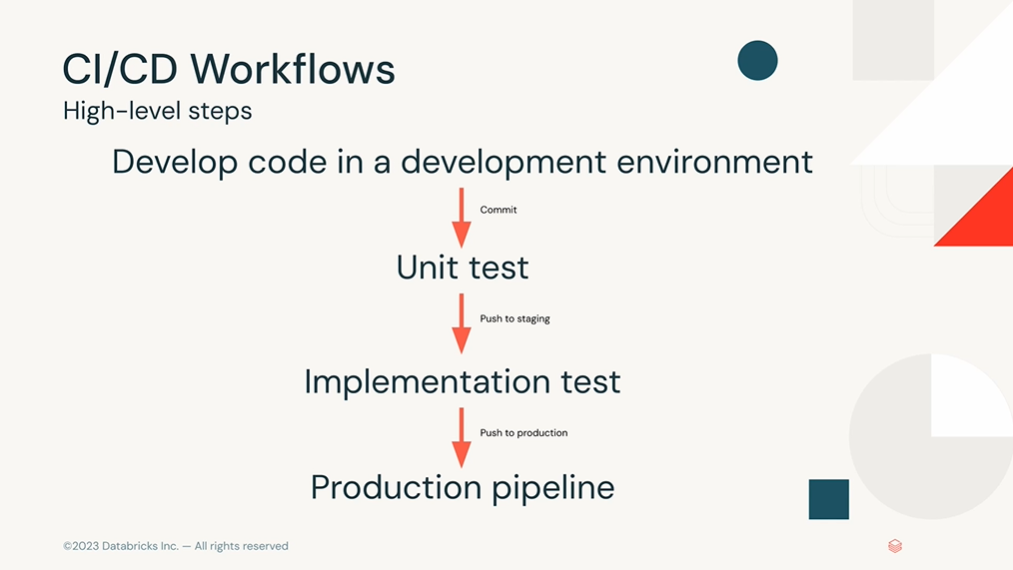 CI/CD Workflows
High-level steps
Develop code in a development environment
Commit
Unit test
Push to staging
Implementation test
Push to production
Production pipeline
©2023 Databricks Inc. — All rights reserved